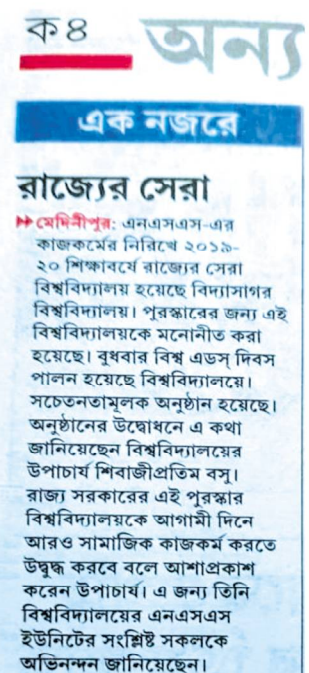 ক৪
অন্য
এক নজরে
রাজ্যের সেরা
মেদিনীপুর: এনএসএস-এর
কাজকর্মের নিরিখে ২০১৯-
২০ শিক্ষাবর্ষে রাজ্যের সেরা
বিশ্ববিদ্যালয় হয়েছে বিদ্যাসাগর
বিশ্ববিদ্যালয়। পুরস্কারের জন্য এই
বিশ্ববিদ্যালয়কে মনোনীত করা
হয়েছে। বুধবার বিশ্ব এডস্ দিবস
পালন হয়েছে বিশ্ববিদ্যালয়ে।
সচেতনতামূলক অনুষ্ঠান হয়েছে।
অনুষ্ঠানের উদ্বোধনে এ কথা
জানিয়েছেন বিশ্ববিদ্যালয়ের
উপাচার্য শিবাজীপ্রতিম বসু।
রাজ্য সরকারের এই পুরস্কার
বিশ্ববিদ্যালয়কে আগামী দিনে
আরও সামাজিক কাজকর্ম করতে
উদ্বুদ্ধ করবে বলে আশাপ্রকাশ
করেন উপাচার্য। এ জন্য তিনি
বিশ্ববিদ্যালয়ের এনএসএস
ইউনিটের সংশ্লিষ্ট সকলকে
অভিনন্দন জানিয়েছেন।